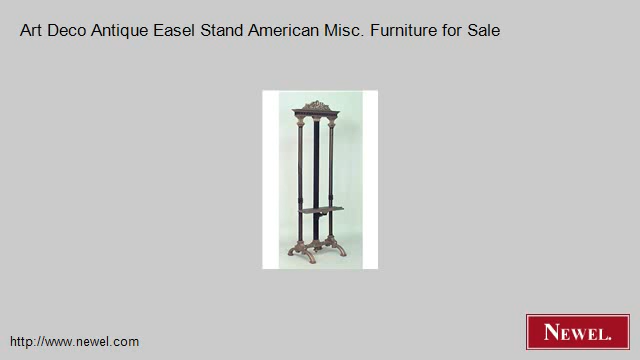 Art Deco Antique Easel Stand American Misc. Furniture for Sale
http://www.newel.com
NEWEL.